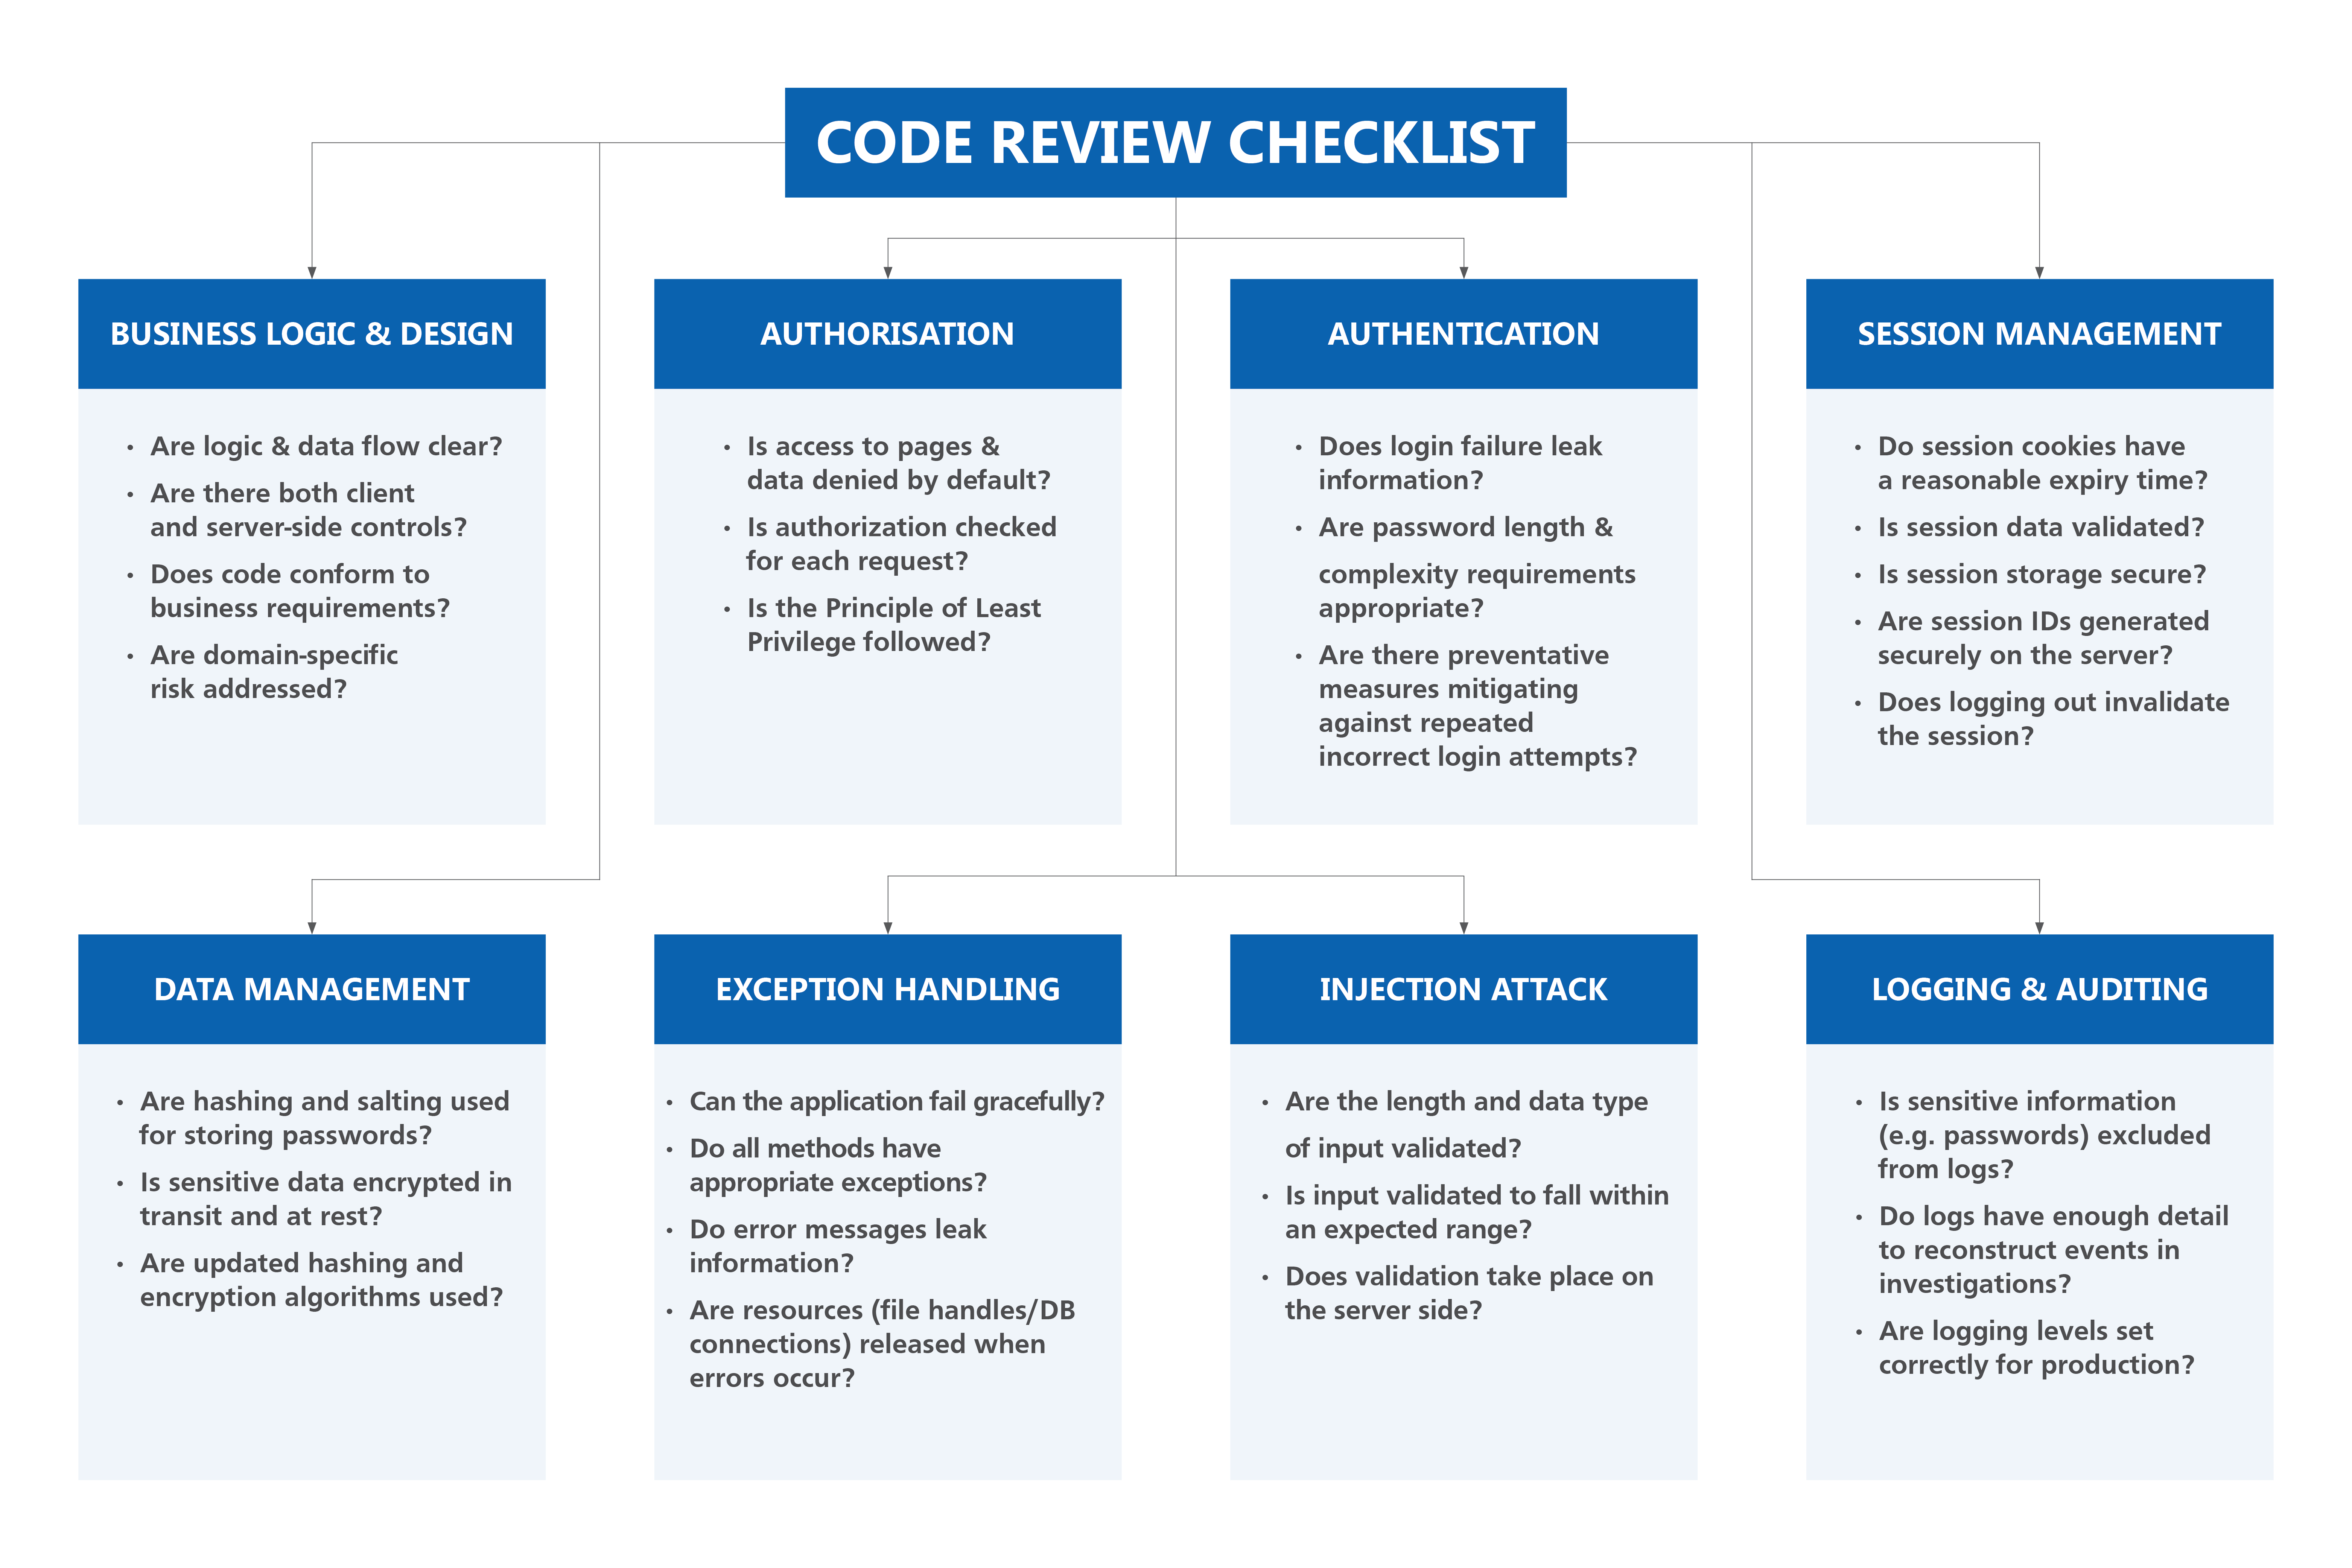 CODE REVIEW CHECKLIST
BUSINESS LOGIC & DESIGN
• Are logic & data flow clear?
• Are there both client
and server-side controls?
• Does code conform to
business requirements?
• Are domain-specific
risk addressed?
AUTHORISATION
• Is access to pages &
data denied by default?
• Is authorization checked
for each request?
• Is the Principle of Least
Privilege followed?
AUTHENTICATION
• Does login failure leak
information?
• Are password length &
complexity requirements
appropriate?
• Are there preventative
measures mitigating
against repeated
incorrect login attempts?
SESSION MANAGEMENT
• Do session cookies have
a reasonable expiry time?
• Is session data validated?
• Is session storage secure?
• Are session IDs generated
securely on the server?
• Does logging out invalidate
the session?
DATA MANAGEMENT
• Are hashing and salting used
for storing passwords?
• Is sensitive data encrypted in
transit and at rest?
• Are updated hashing and
encryption algorithms used?
EXCEPTION HANDLING
• Can the application fail gracefully?
• Do all methods have
appropriate exceptions?
• Do error messages leak
information?
• Are resources (file handles/DB
connections) released when
errors occur?
INJECTION ATTACK
• Are the length and data type
of input validated?
• Is input validated to fall within
an expected range?
• Does validation take place on
the server side?
LOGGING & AUDITING
• Is sensitive information
(e.g. passwords) excluded
from logs?
• Do logs have enough detail
to reconstruct events in
investigations?
• Are logging levels set
correctly for production?